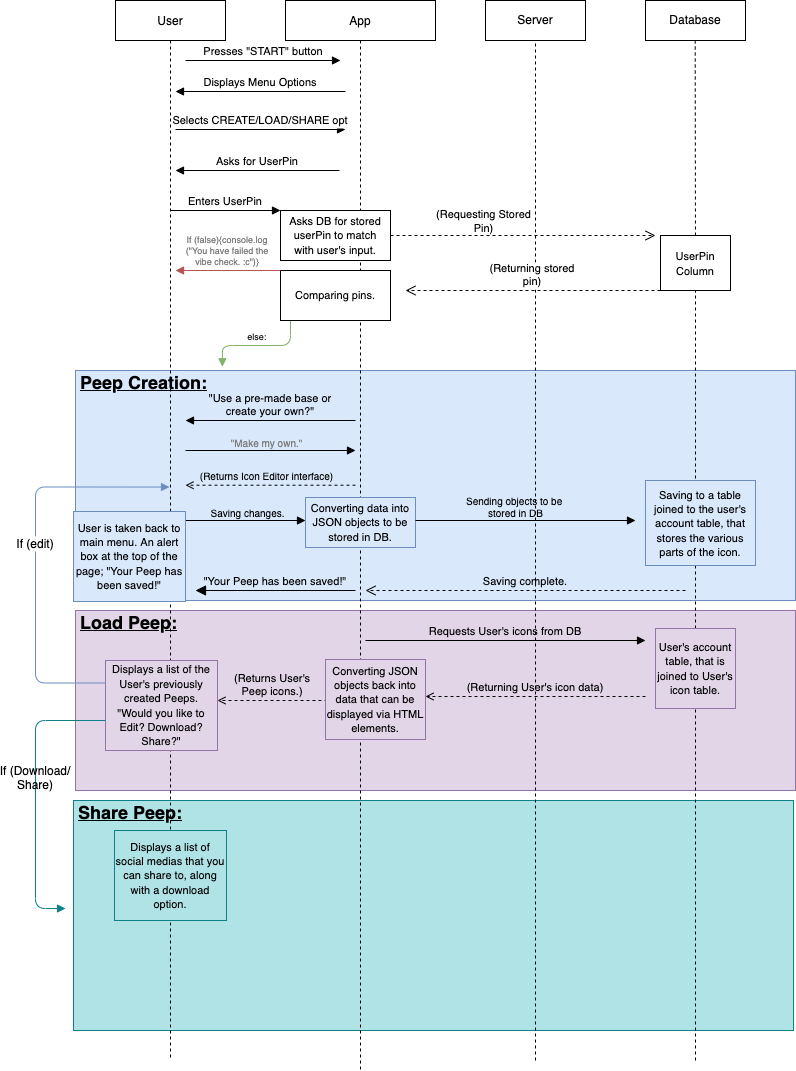 User
App
Server
Database
Presses "START" button
Displays Menu Options
Selects CREATE/LOAD/SHARE opt
Asks for UserPin
Enters UserPin
Asks DB for stored
userPin to match
with user's input.
(Requesting Stored
Pin)
UserPin
Column
If (false){console.log
("You have failed the
vibe check. :c")}
(Returning stored
pin)
Comparing pins.
else:
Peep Creation:
"Use a pre-made base or
create your own?"
"Make my own."
(Returns Icon Editor interface)
If (edit)
User is taken back to
main menu. An alert
box at the top of the
page; "Your Peep has
been saved!"
Saving changes.
Converting data into
JSON objects to be
stored in DB.
Sending objects to be
stored in DB
Saving to a table
joined to the user's
account table, that
stores the various
parts of the icon.
"Your Peep has been saved!"
Saving complete.
Load Peep:
Requests User's icons from DB
User's account
table, that is
joined to User's
icon table.
Displays a list of the
User's previously
created Peeps.
"Would you like to
Edit? Download?
Share?"
(Returns User's
Peep icons.)
Converting JSON
objects back into
data that can be
displayed via HTML
elements.
(Returning User's icon data)
If (Download/
Share)
Share Peep:
Displays a list of
social medias that you
can share to, along
with a download
option.